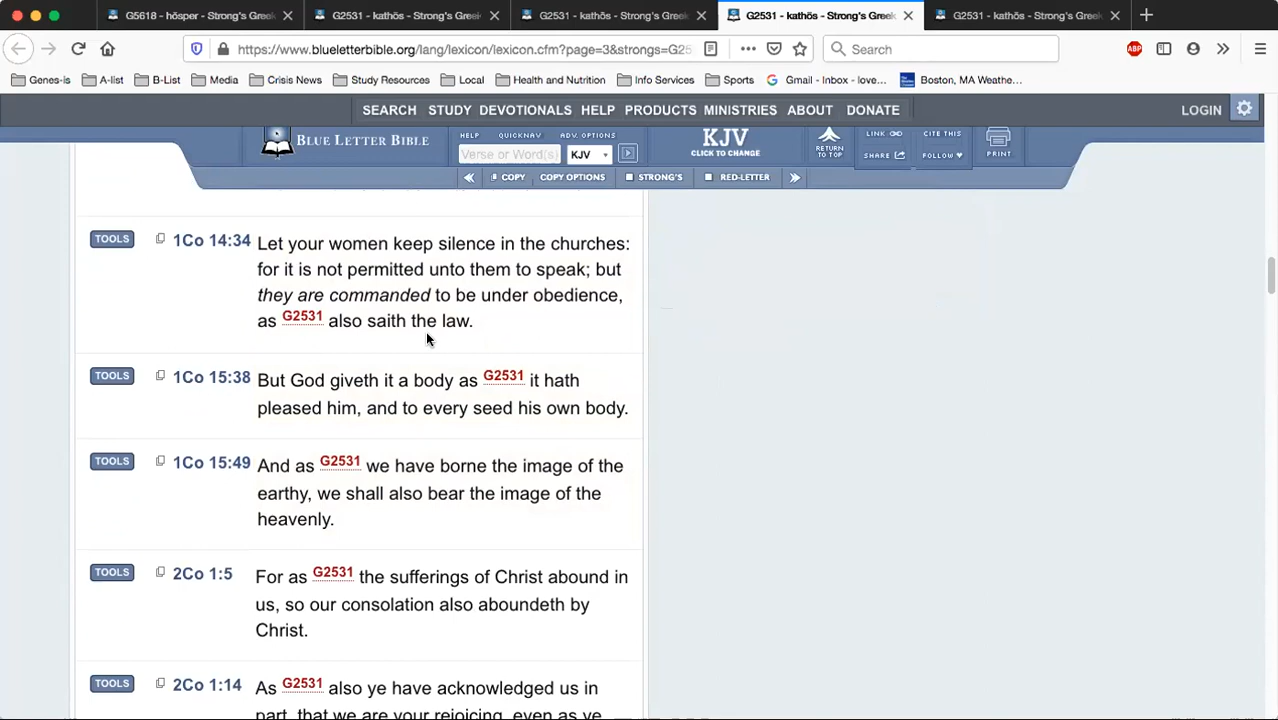 G5618 - hōsper - Strong's Greek
G2531 - kathōs - Strong's Greek
G2531 - kathōs - Strong's Greek
G2531 - kathōs - Strong's Greek
G2531 - kathōs - Strong's Greek
https://www.blueletterbible.org/lang/lexicon/lexicon.cfm?page=3&strongs=G25
Search
ABP
Genes-is
A-list
B-List
Media
Crisis News
Study Resources
Local
Health and Nutrition
Info Services
Sports
Gmail - Inbox - love...
Boston, MA Weathe...
SEARCH STUDY DEVOTIONALS HELP PRODUCTS MINISTRIES ABOUT DONATE
LOGIN
BLUE LETTER BIBLE
HELP QUICKNAV ADV. OPTIONS
Verse or Word(s)
KJV
KJV
CLICK TO CHANGE
RETURN
TO TOP
LINK
SHARE
CITE THIS
FOLLOW
PRINT
COPY COPY OPTIONS STRONG'S RED-LETTER
TOOLS 1Co 14:34 Let your women keep silence in the churches:
for it is not permitted unto them to speak; but
they are commanded to be under obedience,
as G2531 also saith the law.
TOOLS 1Co 15:38 But God giveth it a body as G2531 it hath
pleased him, and to every seed his own body.
TOOLS 1Co 15:49 And as G2531 we have borne the image of the
earthy, we shall also bear the image of the
heavenly.
TOOLS 2Co 1:5 For as G2531 the sufferings of Christ abound in
us, so our consolation also aboundeth by
Christ.
TOOLS 2Co 1:14 As G2531 also ye have acknowledged us in
part, that we are your rejoicing, even as ye